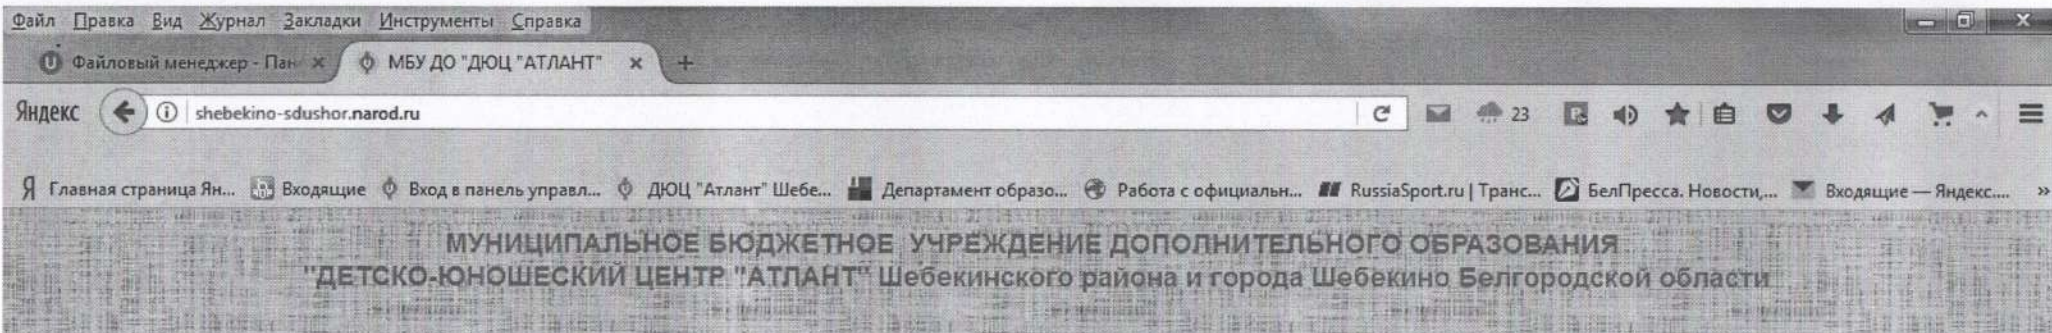 Файл Правка Вид Журнал Закладки Инструменты Справка
Файловый менеджер - Пан МБУ ДО "ДЮЦ "АТЛАНТ"
Яндекс shebekino-sdushor.narod.ru 23
Главная страница Ян... Входящие Вход в панель управл... ДЮЦ "Атлант" Шебе... Департамент образо... Работа с официальн... RussiaSport.ru | Транс... БелПресса. Новости,... Входящие — Яндекс.... »
МУНИЦИПАЛЬНОЕ БЮДЖЕТНОЕ УЧРЕЖДЕНИЕ ДОПОЛНИТЕЛЬНОГО ОБРАЗОВАНИЯ
"ДЕТСКО-ЮНОШЕСКИЙ ЦЕНТР "АТЛАНТ" Шебекинского района и города Шебекино Белгородской области